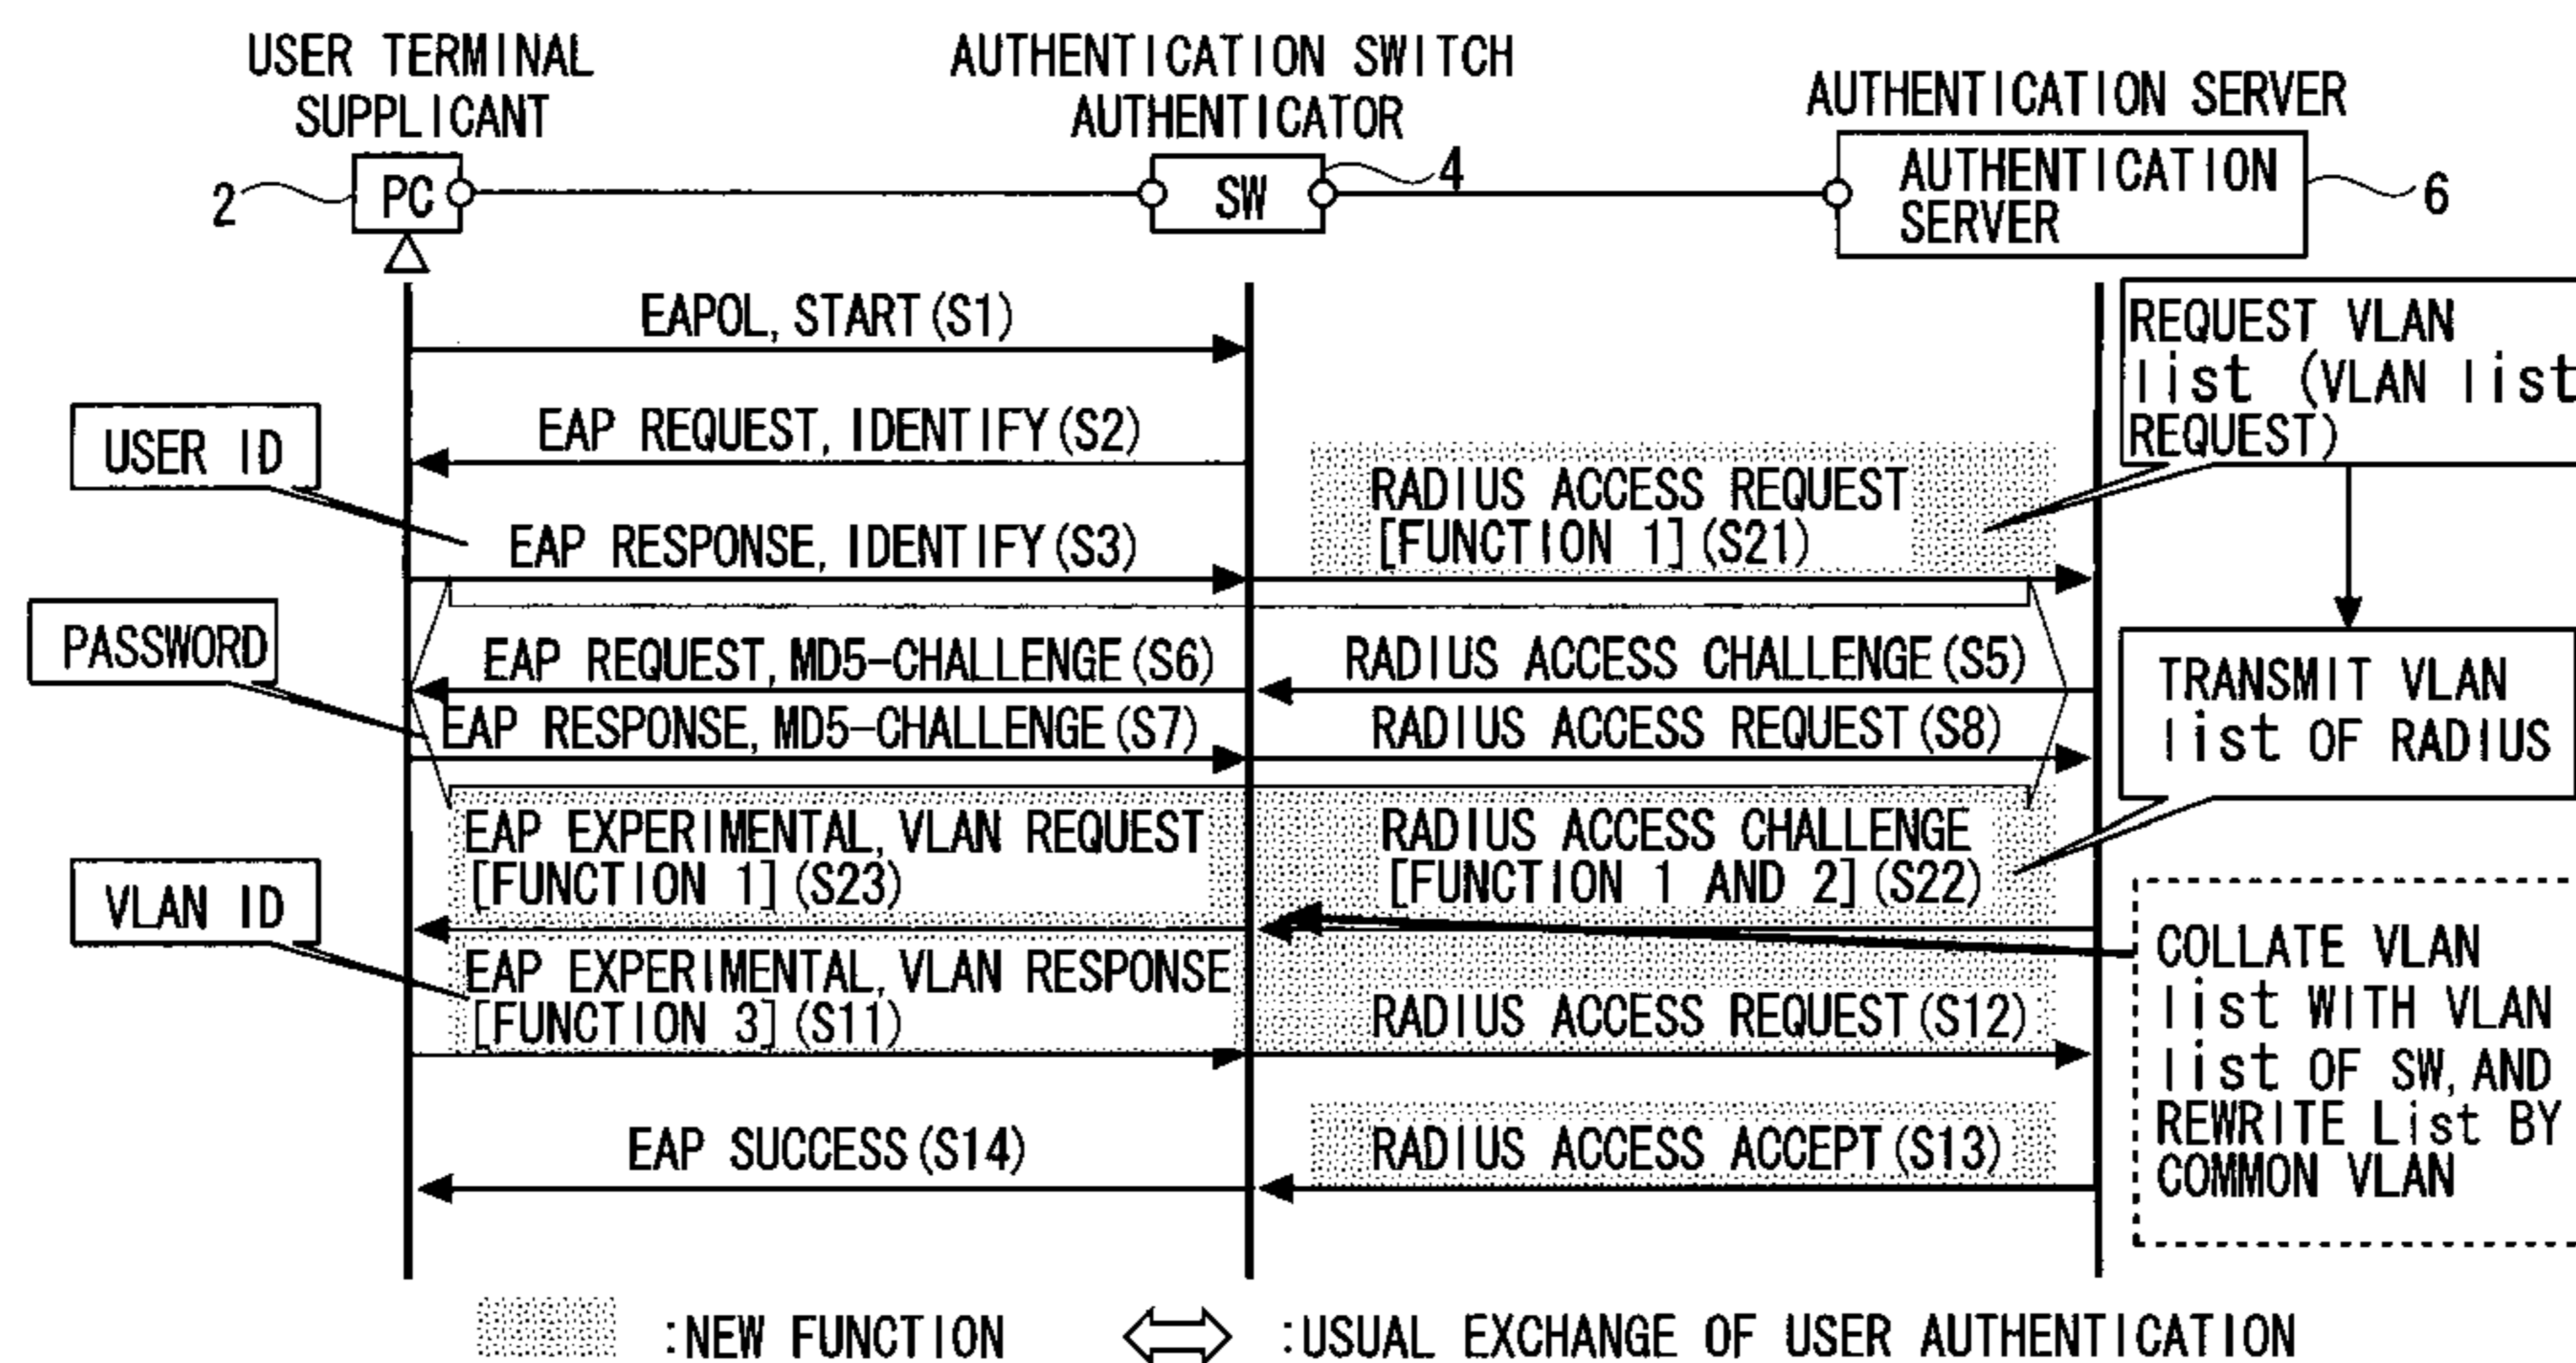 USER TERMINAL
SUPPLICANT
AUTHENTICATION SWITCH
AUTHENTICATOR
AUTHENTICATION SERVER
2
PC
SW
4
AUTHENTICATION
SERVER
6
EAPOL, START(S1)
REQUEST VLAN
list (VLAN list
REQUEST)
USER ID
EAP REQUEST, IDENTIFY(S2)
RADIUS ACCESS REQUEST
[FUNCTION 1](S21)
EAP RESPONSE, IDENTIFY(S3)
PASSWORD
EAP REQUEST, MD5-CHALLENGE(S6)
RADIUS ACCESS CHALLENGE(S5)
TRANSMIT VLAN
list OF RADIUS
EAP RESPONSE, MD5-CHALLENGE(S7)
RADIUS ACCESS REQUEST(S8)
EAP EXPERIMENTAL, VLAN REQUEST
[FUNCTION 1](S23)
RADIUS ACCESS CHALLENGE
[FUNCTION 1 AND 2](S22)
VLAN ID
EAP EXPERIMENTAL, VLAN RESPONSE
[FUNCTION 3](S11)
RADIUS ACCESS REQUEST(S12)
COLLATE VLAN
list WITH VLAN
list OF SW, AND
REWRITE List BY
COMMON VLAN
EAP SUCCESS(S14)
RADIUS ACCESS ACCEPT(S13)
:NEW FUNCTION
:USUAL EXCHANGE OF USER AUTHENTICATION